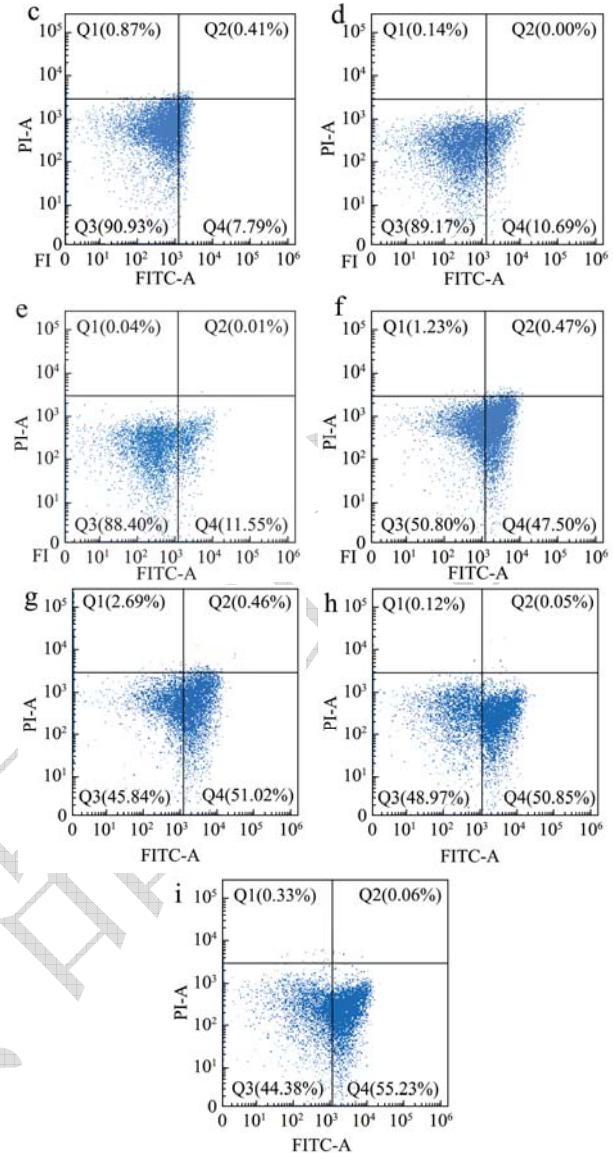 c
Q1(0.87%) Q2(0.41%)
10⁵
10⁴
10³
10²
10¹
0
PI-A
Q3(90.93%) Q4(7.79%)
FI 0 10¹ 10² 10³ 10⁴ 10⁵ 10⁶
FITC-A
d
Q1(0.14%) Q2(0.00%)
10⁵
10⁴
10³
10²
10¹
0
PI-A
Q3(89.17%) Q4(10.69%)
FI 0 10¹ 10² 10³ 10⁴ 10⁵ 10⁶
FITC-A
e
Q1(0.04%) Q2(0.01%)
10⁵
10⁴
10³
10²
10¹
0
PI-A
Q3(88.40%) Q4(11.55%)
FI 0 10¹ 10² 10³ 10⁴ 10⁵ 10⁶
FITC-A
f
Q1(1.23%) Q2(0.47%)
10⁵
10⁴
10³
10²
10¹
0
PI-A
Q3(50.80%) Q4(47.50%)
FI 0 10¹ 10² 10³ 10⁴ 10⁵ 10⁶
FITC-A
g
Q1(2.69%) Q2(0.46%)
10⁵
10⁴
10³
10²
10¹
0
PI-A
Q3(45.84%) Q4(51.02%)
0 10¹ 10² 10³ 10⁴ 10⁵ 10⁶
FITC-A
h
Q1(0.12%) Q2(0.05%)
10⁵
10⁴
10³
10²
10¹
0
PI-A
Q3(48.97%) Q4(50.85%)
0 10¹ 10² 10³ 10⁴ 10⁵ 10⁶
FITC-A
i
Q1(0.33%) Q2(0.06%)
10⁵
10⁴
10³
10²
10¹
0
PI-A
Q3(44.38%) Q4(55.23%)
0 10¹ 10² 10³ 10⁴ 10⁵ 10⁶
FITC-A